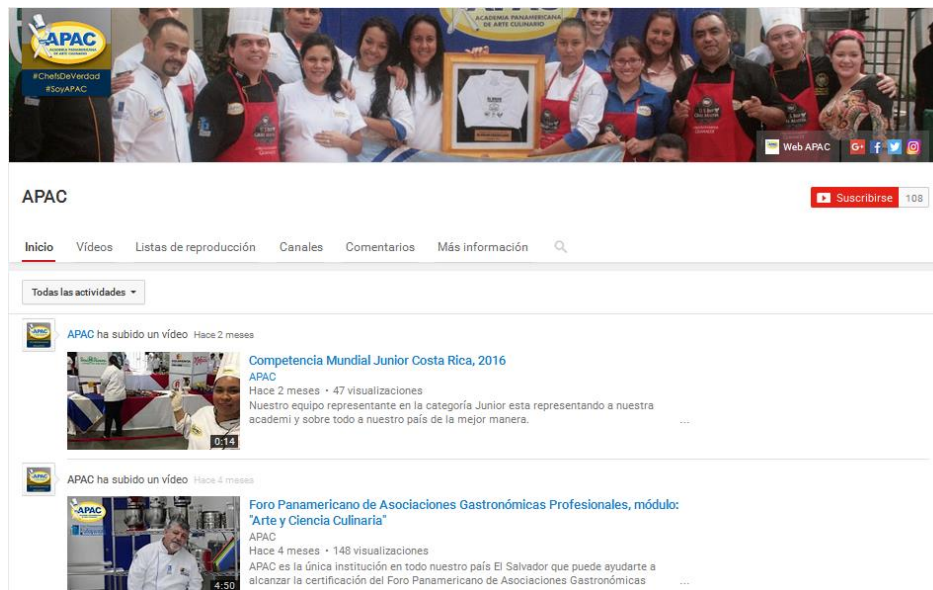 ACADEMIA PANAMERICANA
DE ARTE CULINARIO
APAC
ACADEMIA PANAMERICANA
DE ARTE CULINARIO
#ChefsDeVerdad
#SoyAPAC
Web APAC
G+
APAC
Suscribirse 108
Inicio Vídeos Listas de reproducción Canales Comentarios Más información
Todas las actividades
APAC ha subido un vídeo Hace 2 meses
Competencia Mundial Junior Costa Rica, 2016
APAC
Hace 2 meses • 47 visualizaciones
Nuestro equipo representante en la categoría Junior esta representando a nuestra
academi y sobre todo a nuestro país de la mejor manera. ...
0:14
APAC ha subido un vídeo Hace 4 meses
APAC
Foro Panamericano de Asociaciones Gastronómicas Profesionales, módulo:
"Arte y Ciencia Culinaria"
APAC
Hace 4 meses • 148 visualizaciones
APAC es la única institución en todo nuestro país El Salvador que puede ayudarte a
alcanzar la certificación del Foro Panamericano de Asociaciones Gastronómicas ...
4:50